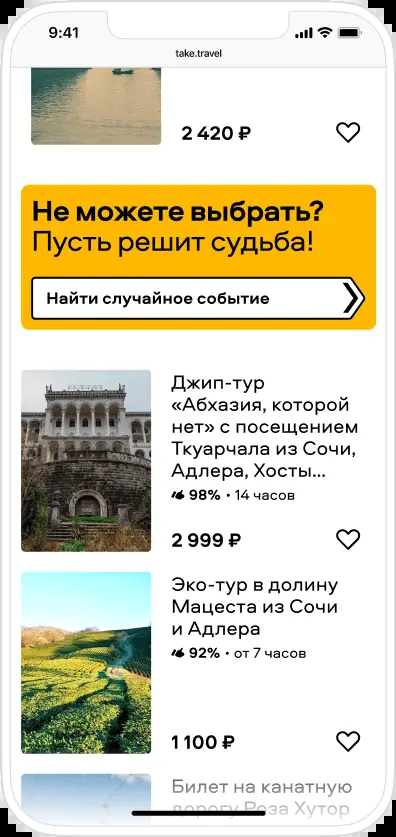 9:41
take.travel
2 420 ₽
Не можете выбрать?
Пусть решит судьба!
Найти случайное событие
Джип-тур
«Абхазия, которой
нет» с посещением
Ткуарчала из Сочи,
Адлера, Хосты...
98% • 14 часов
2 999 ₽
Эко-тур в долину
Мацеста из Сочи
и Адлера
92% • от 7 часов
1 100 ₽
Билет на канатную
дорогу Роза Хутор